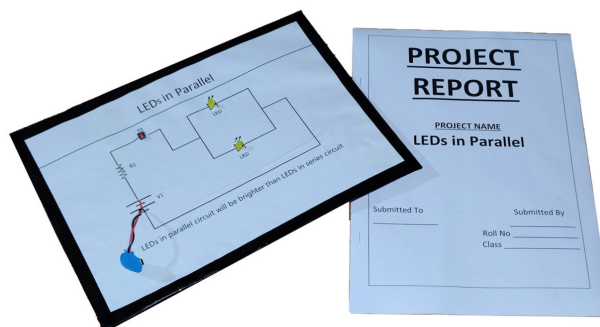 LEDs in Parallel
LED
LED
R1
V1
LEDs in parallel circuit will be brighter than LEDs in series circuit
PROJECT
REPORT
PROJECT NAME
LEDs in Parallel
Submitted To
Submitted By
Roll No
Class